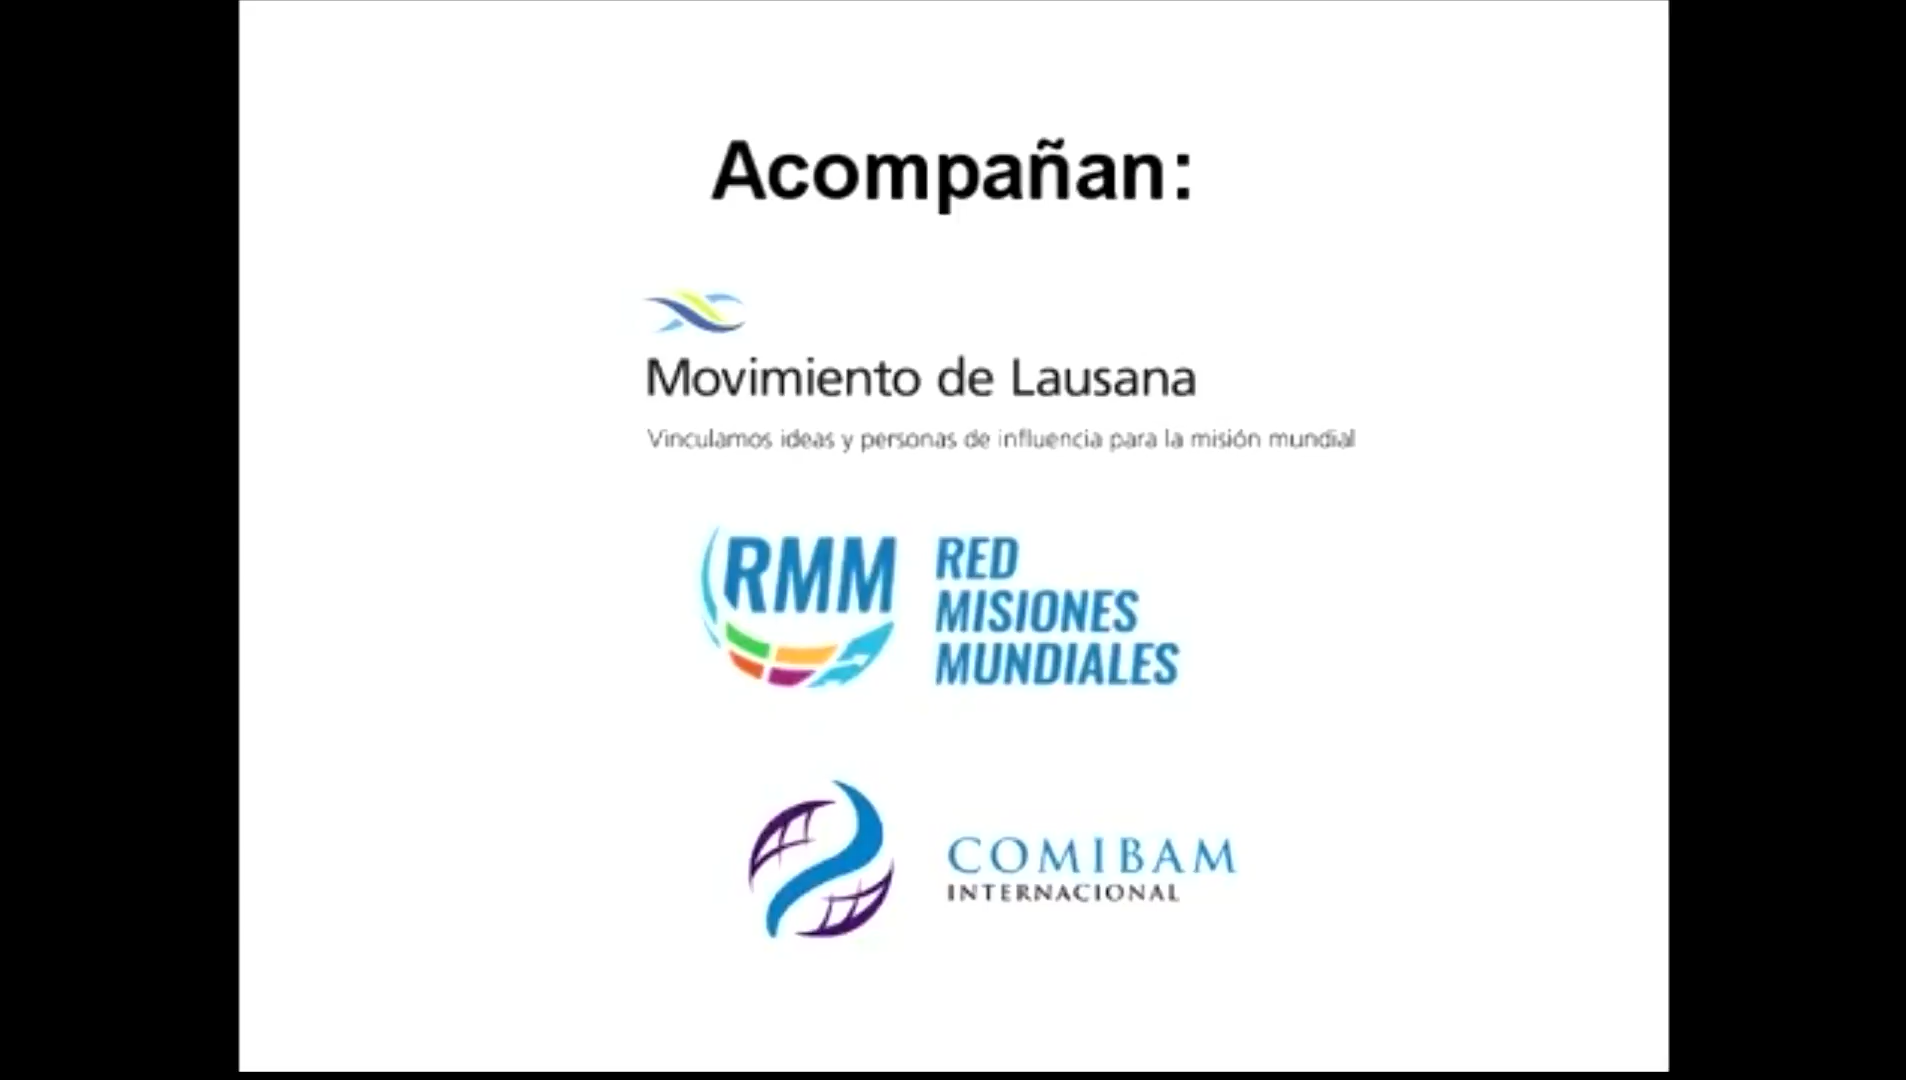 Acompañan:
Movimiento de Lausana
Vinculamos ideas y personas de influencia para la misión mundial
RMM
RED
MISIONES
MUNDIALES
COMIBAM
INTERNACIONAL